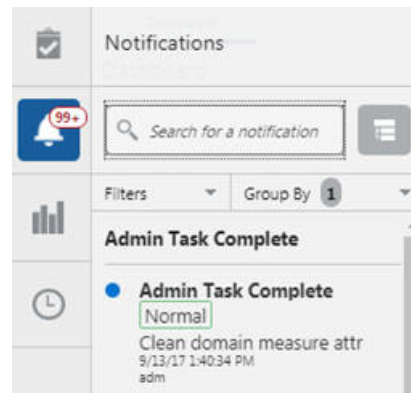 Notifications
99+
Search for a notification
Filters
Group By 1
Admin Task Complete
Admin Task Complete
Normal
Clean domain measure attr
9/13/17 1:40:34 PM
adm